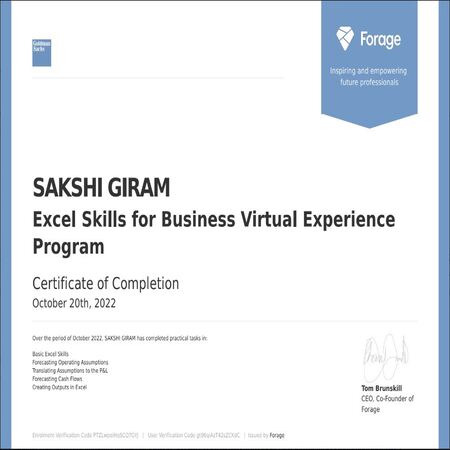 Goldman
Sachs
Forage
Inspiring and empowering
future professionals
SAKSHI GIRAM
Excel Skills for Business Virtual Experience
Program
Certificate of Completion
October 20th, 2022
Over the period of October 2022, SAKSHI GIRAM has completed practical tasks in:
Basic Excel Skills
Forecasting Operating Assumptions
Translating Assumptions to the P&L
Forecasting Cash Flows
Creating Outputs in Excel
Tom Brunskill
CEO, Co-Founder of
Forage
Enrolment Verification Code | User Verification Code | Issued by Forage